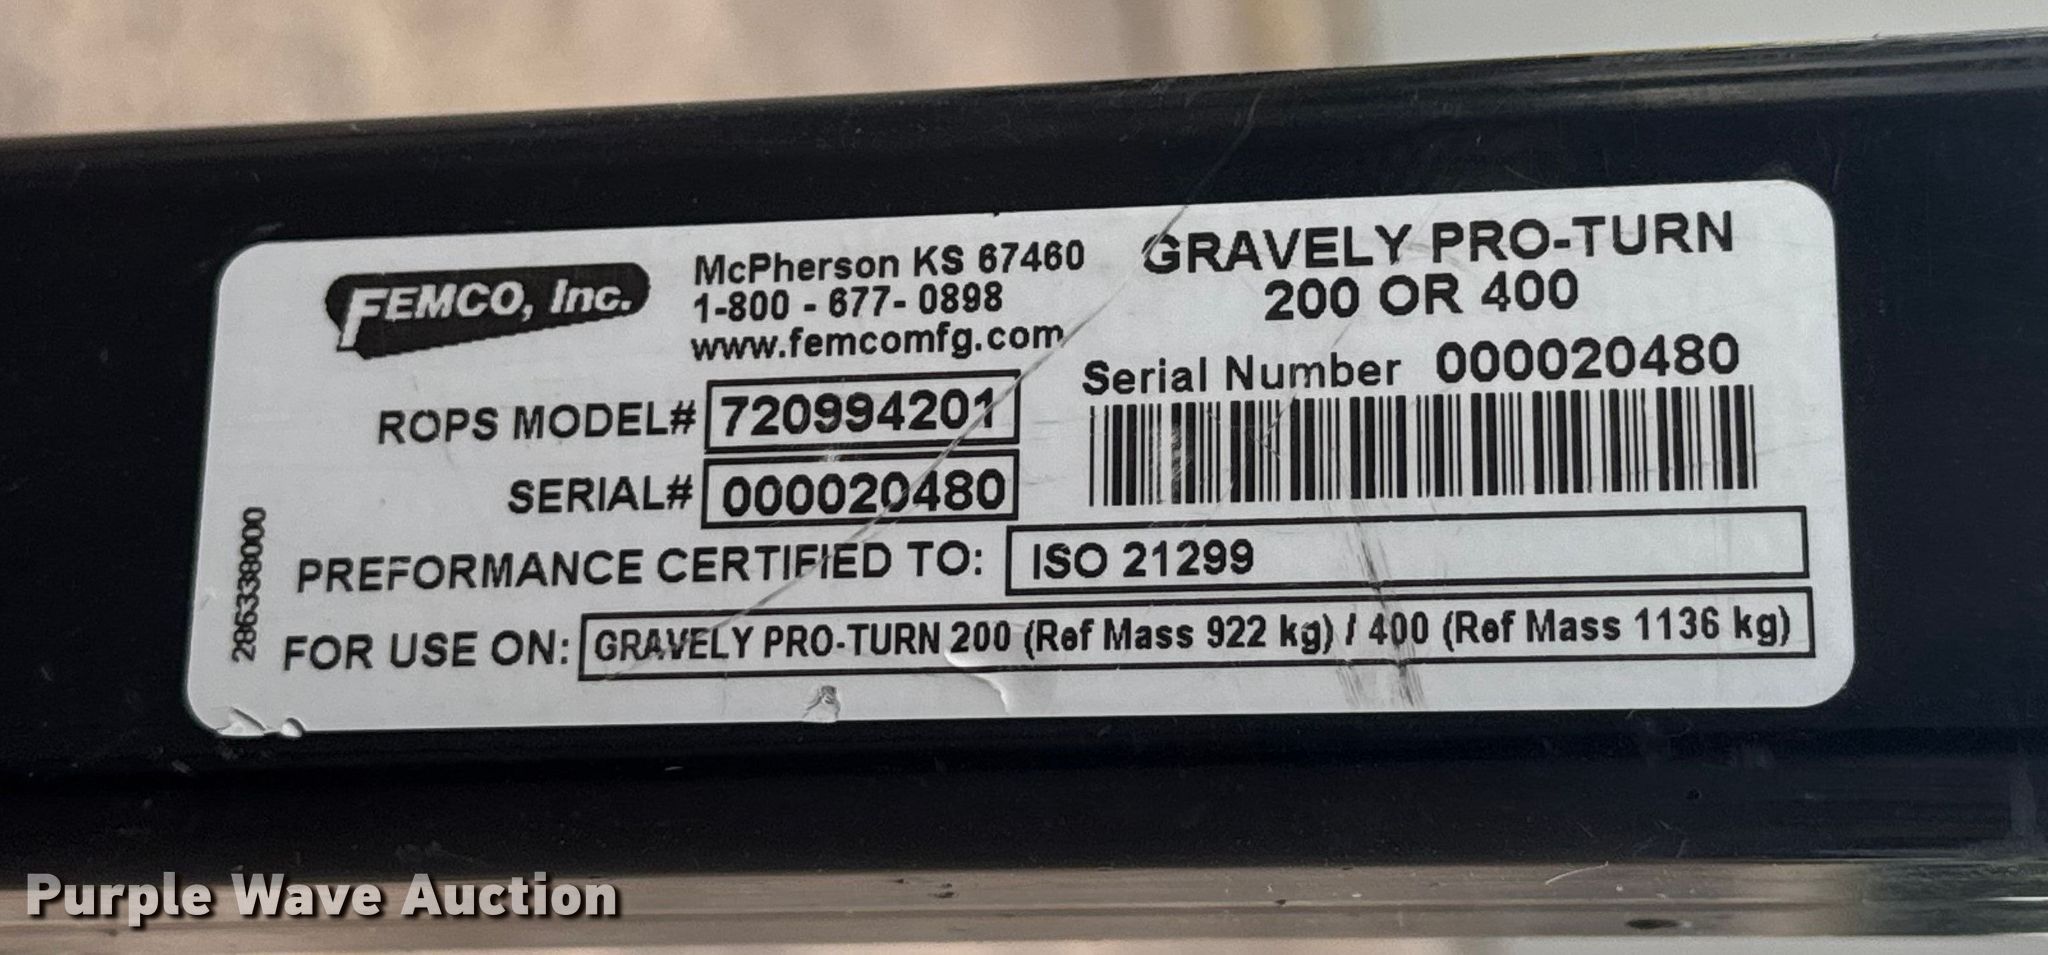 FEMCO, Inc.
McPherson KS 67460
1-800 - 677- 0898
www.femcomfg.com
GRAVELY PRO-TURN
200 OR 400
Serial Number 000020480
ROPS MODEL# 720994201
SERIAL# 000020480
PREFORMANCE CERTIFIED TO: ISO 21299
FOR USE ON: GRAVELY PRO-TURN 200 (Ref Mass 922 kg) / 400 (Ref Mass 1136 kg)
2863338000
Purple Wave Auction